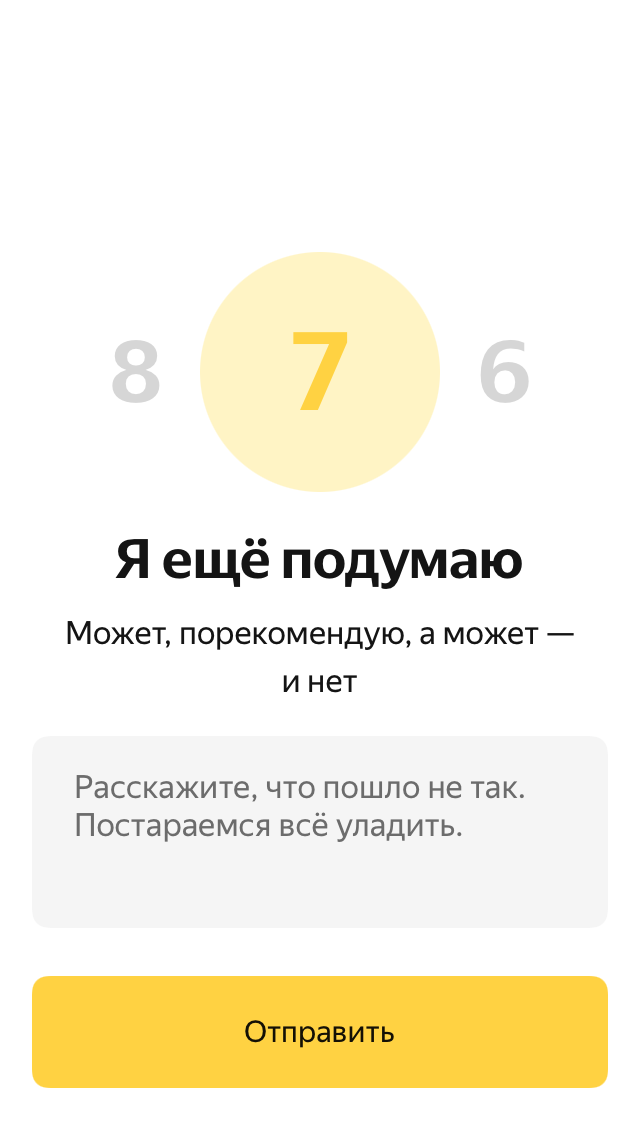 8 7 6
Я ещё подумаю
Может, порекомендую, а может —
и нет
Расскажите, что пошло не так.
Постараемся всё уладить.
Отправить